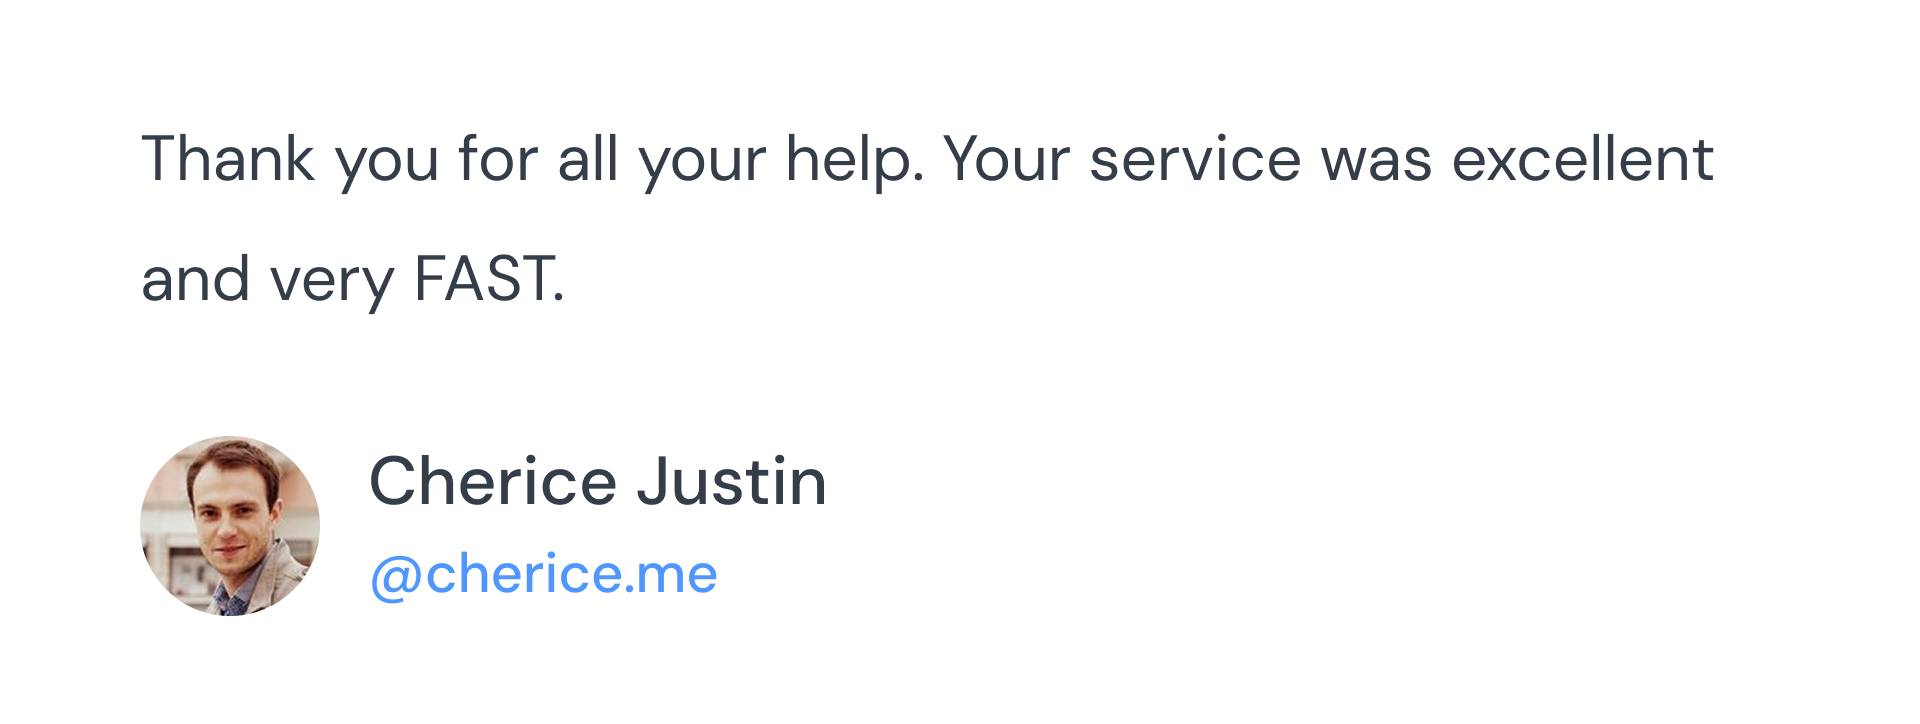 Thank you for all your help. Your service was excellent
and very FAST.
Cherice Justin
@cherice.me